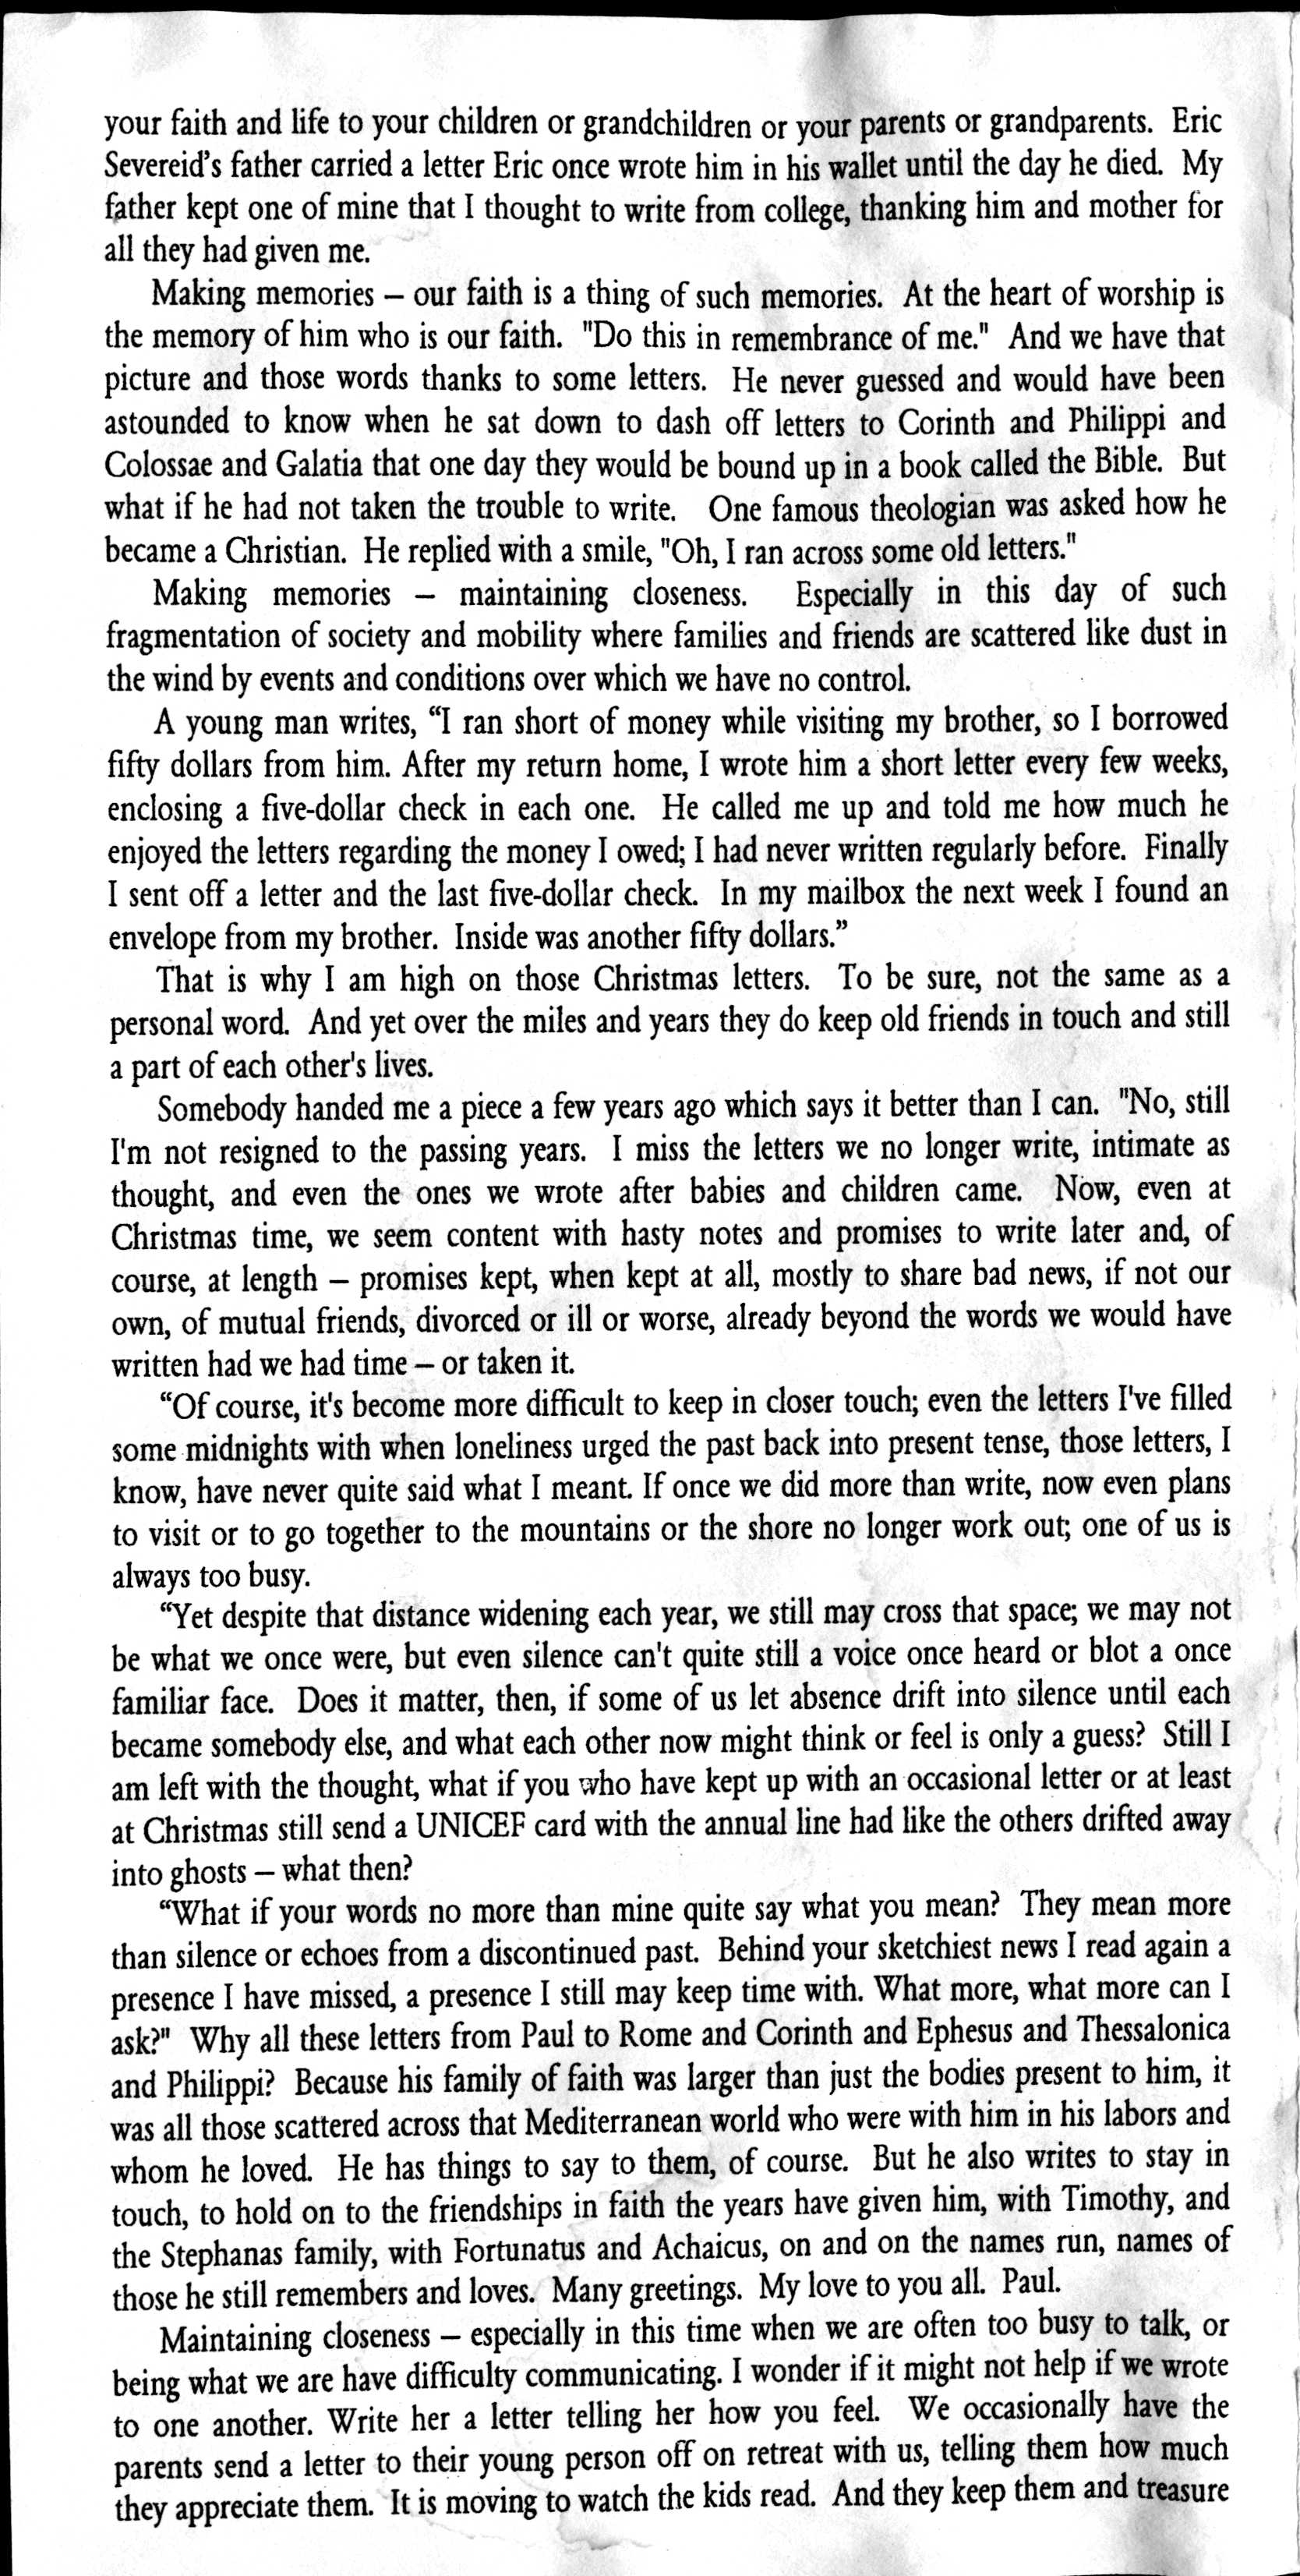 your faith and life to your children or grandchildren or your parents or grandparents.  Eric
Severeid's father carried a letter Eric once wrote him in his wallet until the day he died.  My
father kept one of mine that I thought to write from college, thanking him and mother for
all they had given me.
Making memories – our faith is a thing of such memories.  At the heart of worship is
the memory of him who is our faith.  "Do this in remembrance of me."  And we have that
picture and those words thanks to some letters.  He never guessed and would have been
astounded to know when he sat down to dash off letters to Corinth and Philippi and
Colossae and Galatia that one day they would be bound up in a book called the Bible.  But
what if he had not taken the trouble to write.  One famous theologian was asked how he
became a Christian.  He replied with a smile, "Oh, I ran across some old letters."
Making memories – maintaining closeness.  Especially in this day of such
fragmentation of society and mobility where families and friends are scattered like dust in
the wind by events and conditions over which we have no control.
A young man writes, “I ran short of money while visiting my brother, so I borrowed
fifty dollars from him. After my return home, I wrote him a short letter every few weeks,
enclosing a five-dollar check in each one.  He called me up and told me how much he
enjoyed the letters regarding the money I owed; I had never written regularly before.  Finally
I sent off a letter and the last five-dollar check.  In my mailbox the next week I found an
envelope from my brother.  Inside was another fifty dollars.”
That is why I am high on those Christmas letters.  To be sure, not the same as a
personal word.  And yet over the miles and years they do keep old friends in touch and still
a part of each other's lives.
Somebody handed me a piece a few years ago which says it better than I can.  "No, still
I'm not resigned to the passing years.  I miss the letters we no longer write, intimate as
thought, and even the ones we wrote after babies and children came.  Now, even at
Christmas time, we seem content with hasty notes and promises to write later and, of
course, at length – promises kept, when kept at all, mostly to share bad news, if not our
own, of mutual friends, divorced or ill or worse, already beyond the words we would have
written had we had time – or taken it.
“Of course, it's become more difficult to keep in closer touch; even the letters I've filled
some midnights with when loneliness urged the past back into present tense, those letters, I
know, have never quite said what I meant. If once we did more than write, now even plans
to visit or to go together to the mountains or the shore no longer work out; one of us is
always too busy.
“Yet despite that distance widening each year, we still may cross that space; we may not
be what we once were, but even silence can't quite still a voice once heard or blot a once
familiar face.  Does it matter, then, if some of us let absence drift into silence until each
became somebody else, and what each other now might think or feel is only a guess?  Still I
am left with the thought, what if you who have kept up with an occasional letter or at least
at Christmas still send a UNICEF card with the annual line had like the others drifted away
into ghosts – what then?
“What if your words no more than mine quite say what you mean?  They mean more
than silence or echoes from a discontinued past.  Behind your sketchiest news I read again a
presence I have missed, a presence I still may keep time with. What more, what more can I
ask?"  Why all these letters from Paul to Rome and Corinth and Ephesus and Thessalonica
and Philippi?  Because his family of faith was larger than just the bodies present to him, it
was all those scattered across that Mediterranean world who were with him in his labors and
whom he loved.  He has things to say to them, of course.  But he also writes to stay in
touch, to hold on to the friendships in faith the years have given him, with Timothy, and
the Stephanas family, with Fortunatus and Achaicus, on and on the names run, names of
those he still remembers and loves.  Many greetings.  My love to you all.  Paul.
Maintaining closeness – especially in this time when we are often too busy to talk, or
being what we are have difficulty communicating. I wonder if it might not help if we wrote
to one another. Write her a letter telling her how you feel.  We occasionally have the
parents send a letter to their young person off on retreat with us, telling them how much
they appreciate them.  It is moving to watch the kids read.  And they keep them and treasure